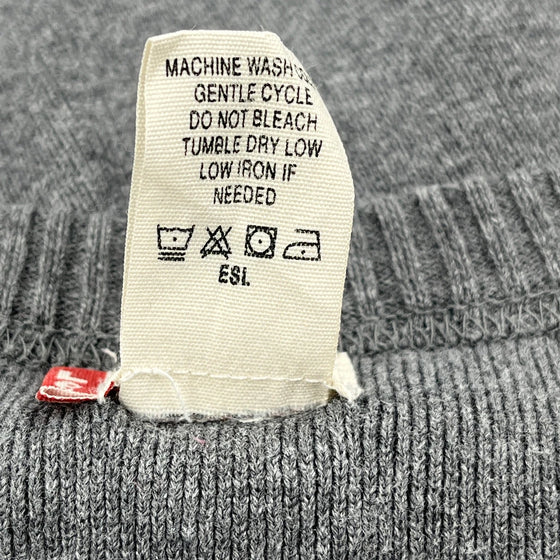 MACHINE WASH
GENTLE CYCLE
DO NOT BLEACH
TUMBLE DRY LOW
LOW IRON IF
NEEDED
ESI.